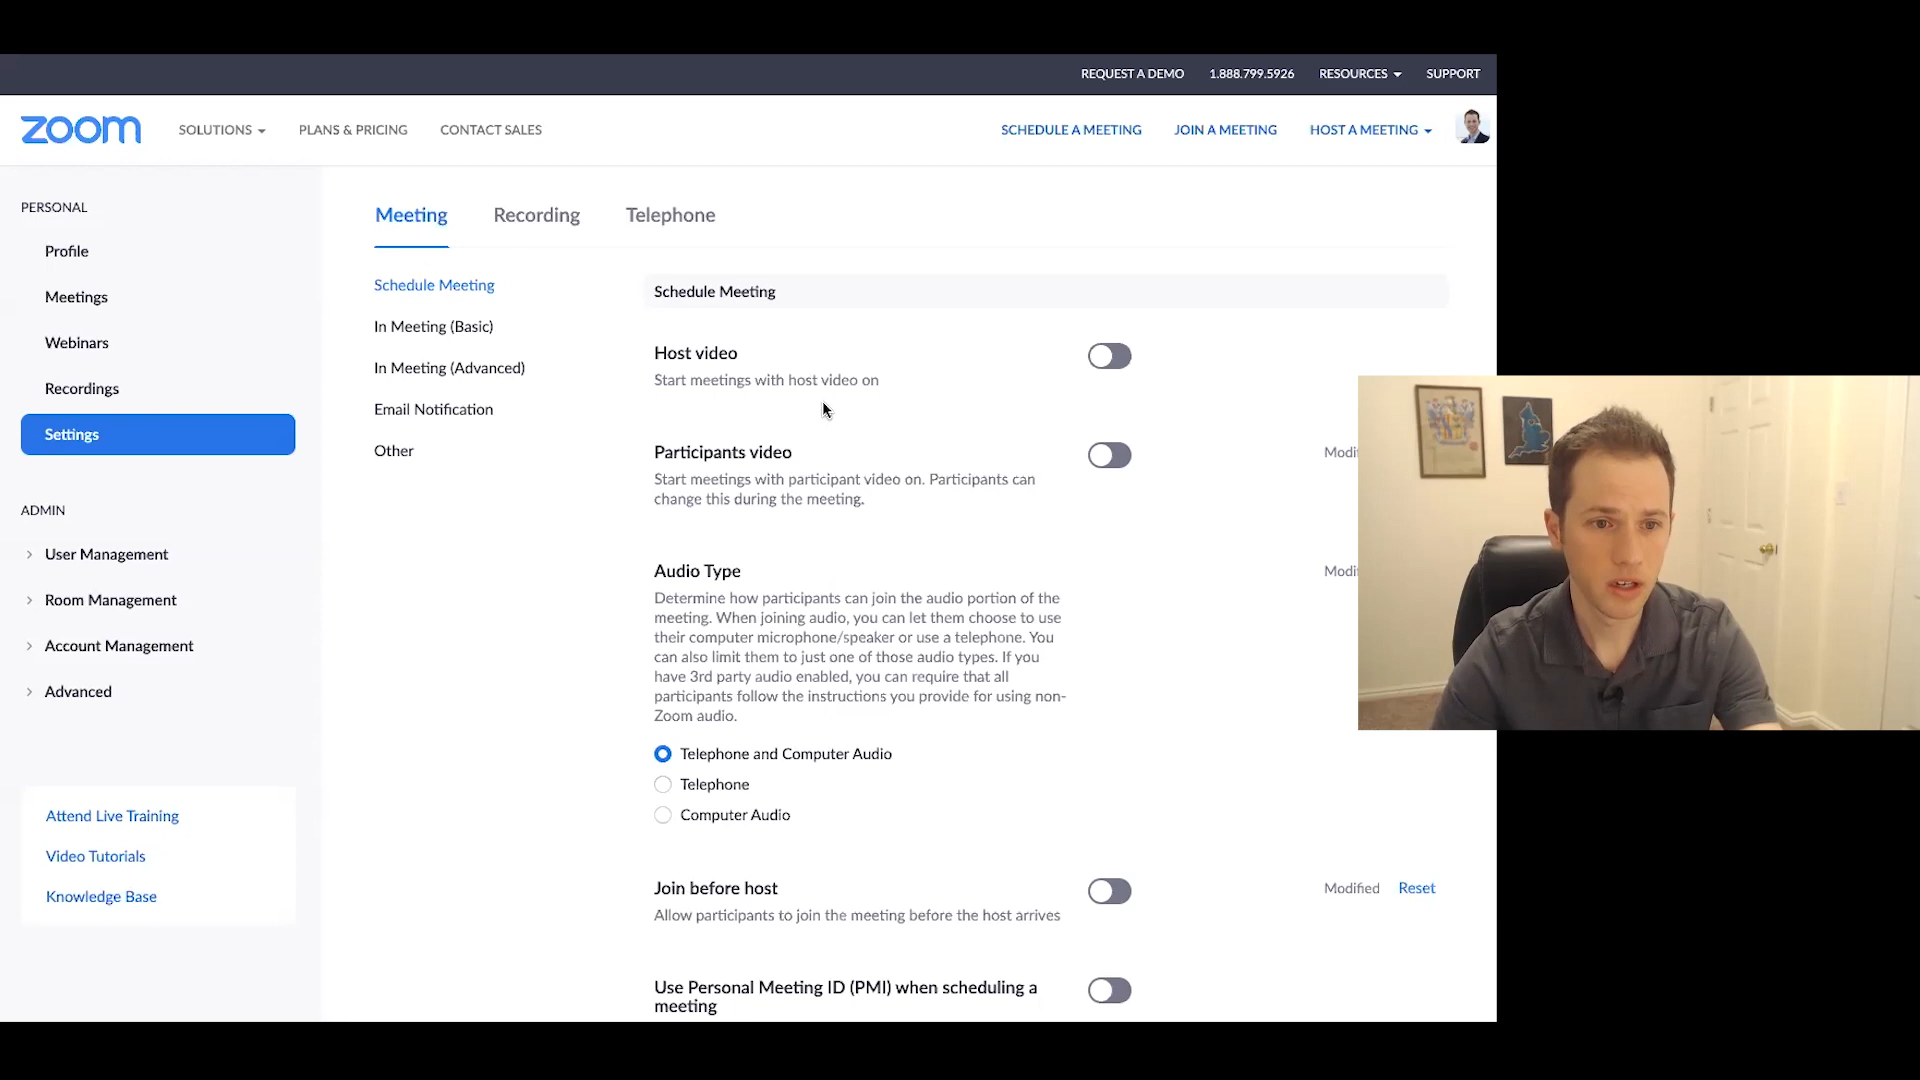 REQUEST A DEMO 1.888.799.5926 RESOURCES SUPPORT
zoom SOLUTIONS PLANS & PRICING CONTACT SALES SCHEDULE A MEETING JOIN A MEETING HOST A MEETING
PERSONAL
Profile
Meetings
Webinars
Recordings
Settings
ADMIN
User Management
Room Management
Account Management
Advanced
Attend Live Training
Video Tutorials
Knowledge Base
Meeting Recording Telephone
Schedule Meeting
In Meeting (Basic)
In Meeting (Advanced)
Email Notification
Other
Schedule Meeting
Host video
Start meetings with host video on
Participants video
Start meetings with participant video on. Participants can
change this during the meeting.
Audio Type
Determine how participants can join the audio portion of the
meeting. When joining audio, you can let them choose to use
their computer microphone/speaker or use a telephone. You
can also limit them to just one of those audio types. If you
have 3rd party audio enabled, you can require that all
participants follow the instructions you provide for using non-
Zoom audio.
Telephone and Computer Audio
Telephone
Computer Audio
Join before host
Modified Reset
Allow participants to join the meeting before the host arrives
Use Personal Meeting ID (PMI) when scheduling a
meeting